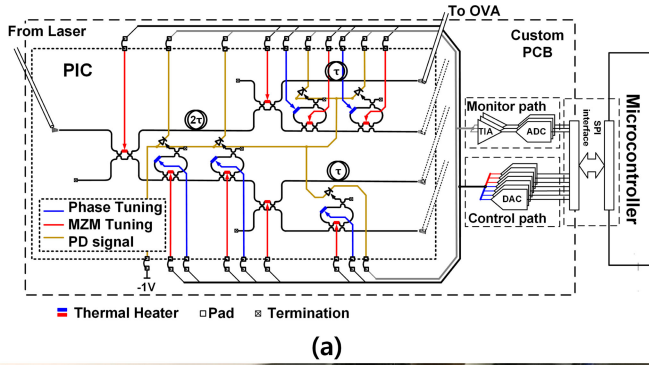 To OVA
From Laser
Custom
PCB
PIC
τ
2τ
τ
Monitor path
TIA
ADC
SPI
interface
Microcontroller
DAC
Control path
Phase Tuning
MZM Tuning
PD signal
-1V
Thermal Heater
Pad
Termination
(a)